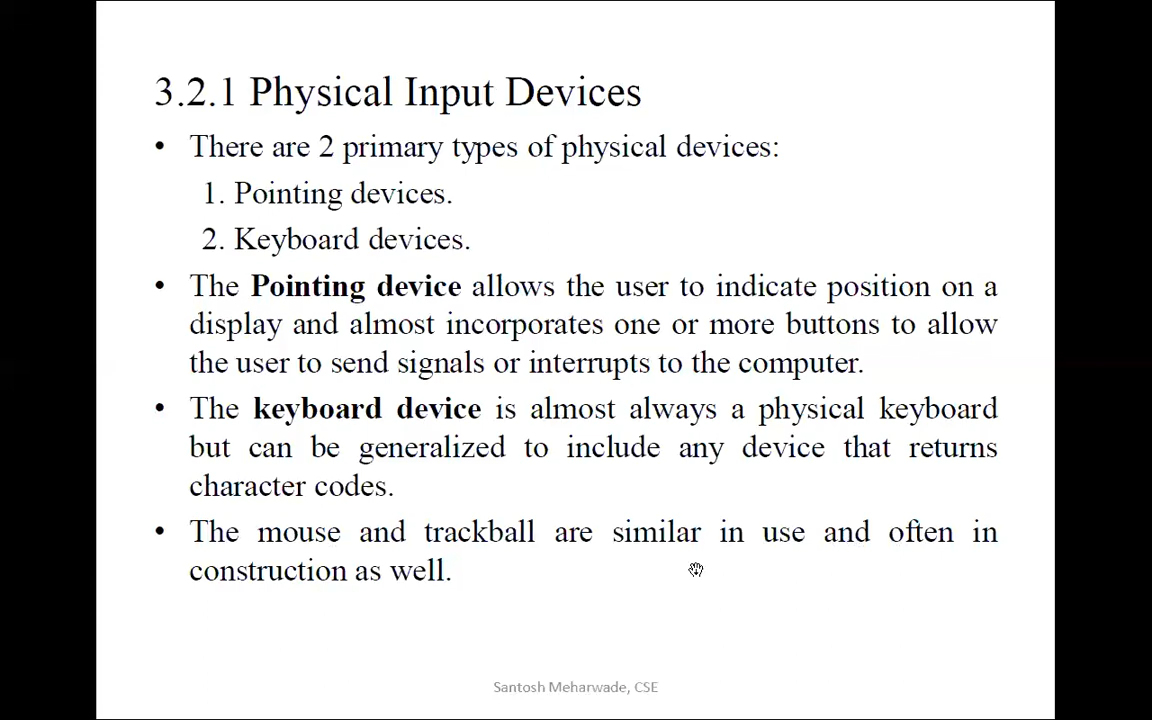 3.2.1 Physical Input Devices
• There are 2 primary types of physical devices:
1. Pointing devices.
2. Keyboard devices.
• The Pointing device allows the user to indicate position on a
display and almost incorporates one or more buttons to allow
the user to send signals or interrupts to the computer.
• The keyboard device is almost always a physical keyboard
but can be generalized to include any device that returns
character codes.
• The mouse and trackball are similar in use and often in
construction as well.
Santosh Meharwade, CSE